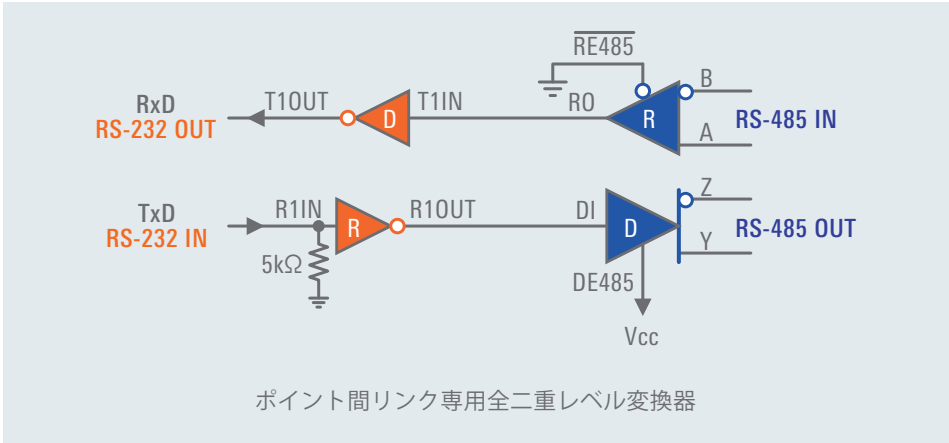 RE485
B
RxD
T1OUT
T1IN
RO
RS-232 OUT
D
R
RS-485 IN
A
Z
TxD
R1IN
R1OUT
DI
RS-232 IN
R
D
RS-485 OUT
Y
5kΩ
DE485
Vcc
ポイント間リンク専用全二重レベル変換器